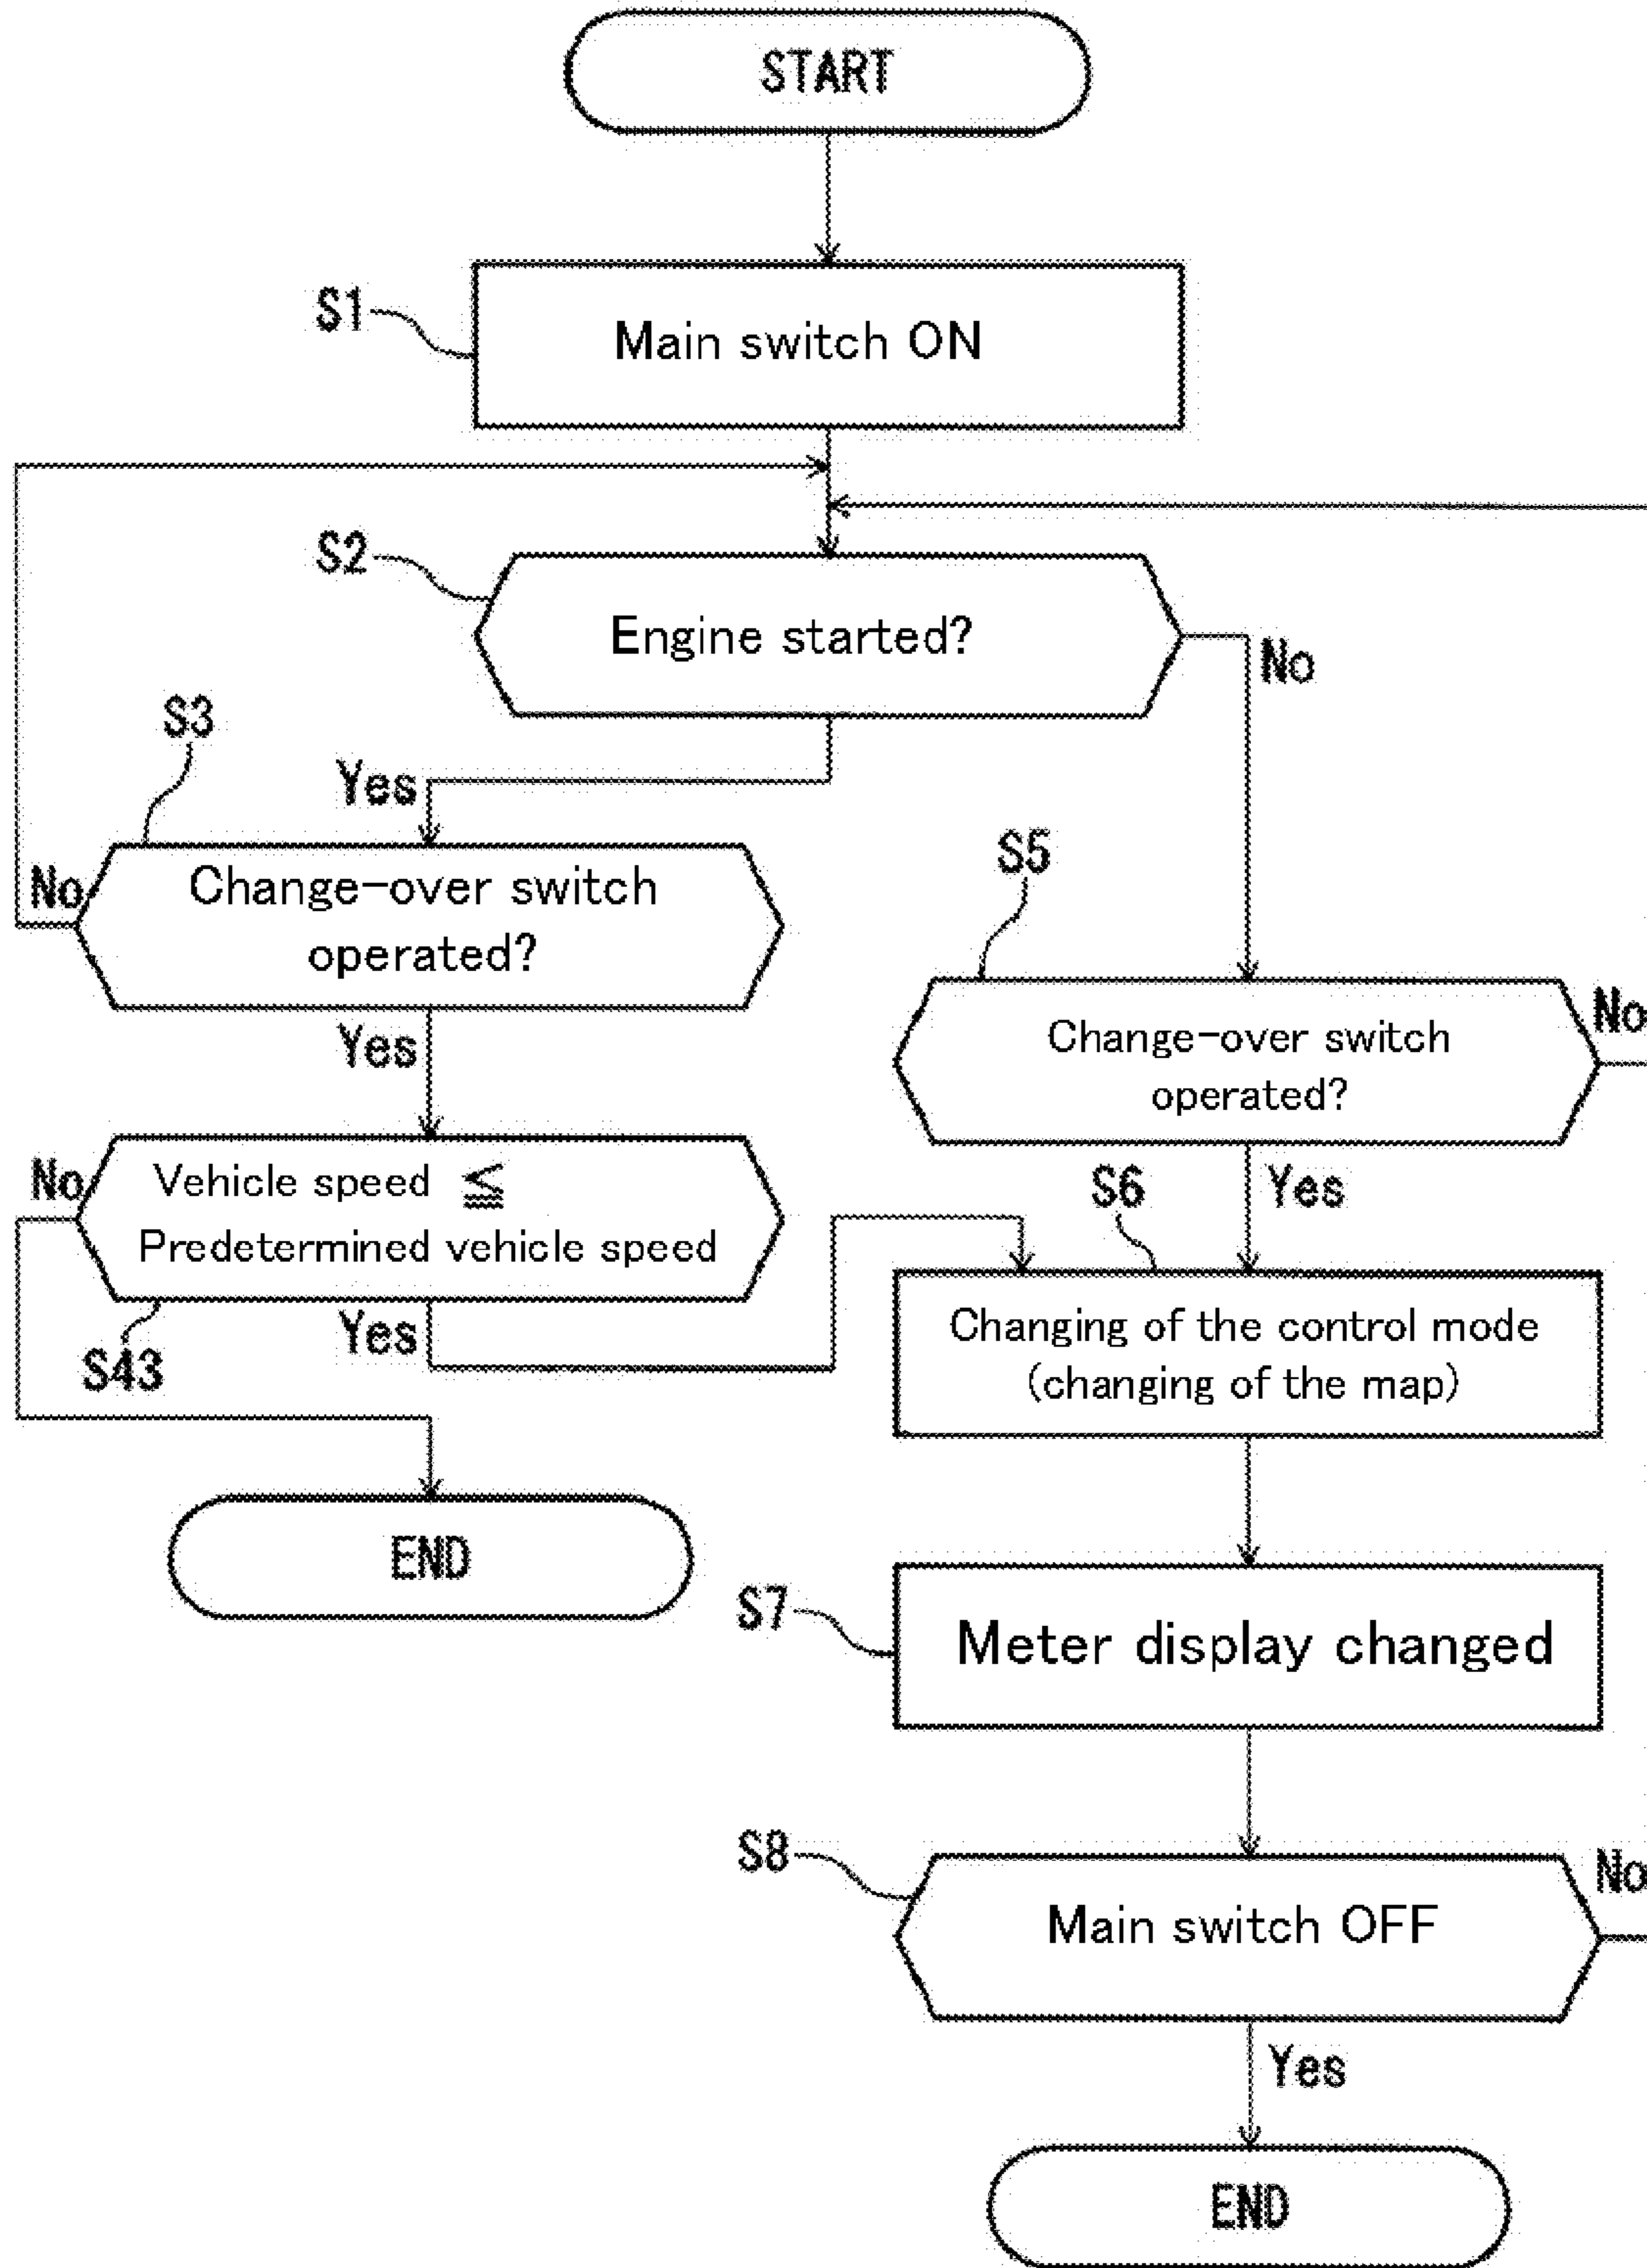 START
S1
Main switch ON
S2
Engine started?
No
S3
Yes
No
Change-over switch
operated?
S5
No
Change-over switch
operated?
Yes
No
Vehicle speed ≦
Predetermined vehicle speed
S43
Yes
S6
Yes
Changing of the control mode
(changing of the map)
END
S7
Meter display changed
S8
No
Main switch OFF
Yes
END